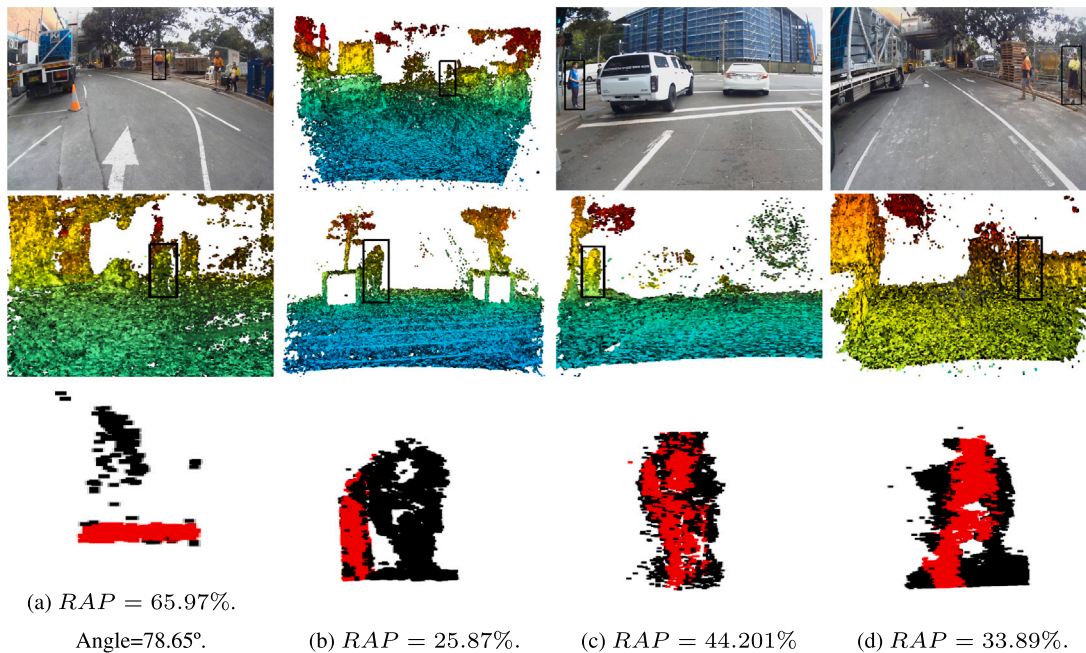 (a) RAP = 65.97%.
Angle=78.65º.
(b) RAP = 25.87%.
(c) RAP = 44.201%
(d) RAP = 33.89%.